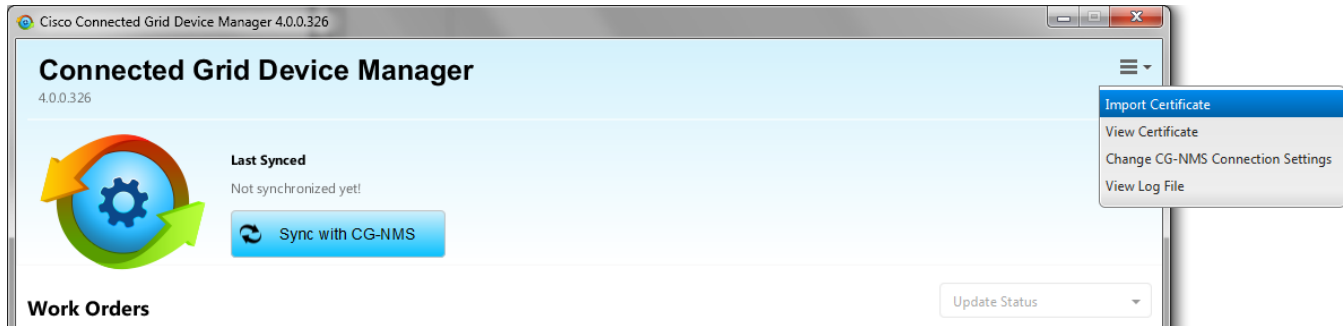 Cisco Connected Grid Device Manager 4.0.0.326
Connected Grid Device Manager
4.0.0.326
Import Certificate
View Certificate
Change CG-NMS Connection Settings
View Log File
Last Synced
Not synchronized yet!
Sync with CG-NMS
Work Orders
Update Status